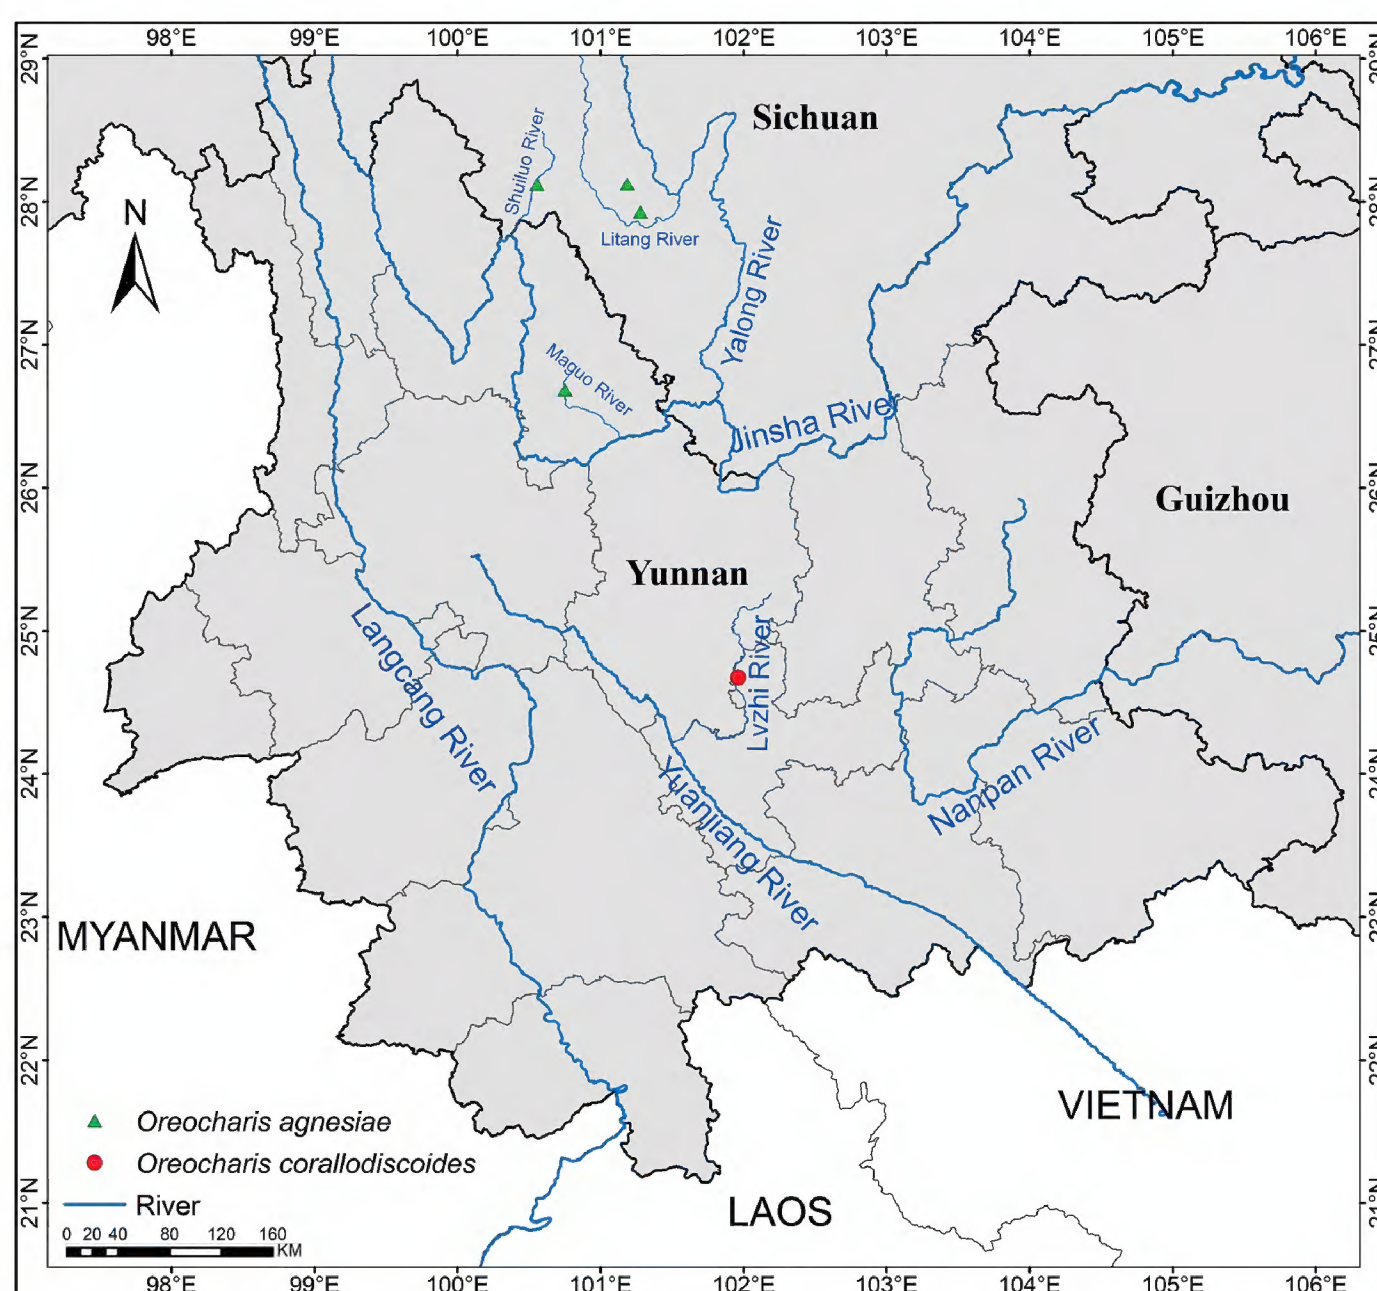 98°E 99°E 100°E 101°E 102°E 103°E 104°E 105°E 106°E
29°N
28°N
27°N
26°N
25°N
24°N
23°N
22°N
21°N
N
Sichuan
Shuiluo River
Litang River
Yalong River
Maguo River
Jinsha River
Guizhou
Yunnan
Langcang River
Lvzhi River
Yuanjiang River
Nanpan River
MYANMAR
VIETNAM
LAOS
Oreocharis agnesiae
Oreocharis corallodiscoides
River
0 20 40 80 120 160
KM
98°E 99°E 100°E 101°E 102°E 103°E 104°E 105°E 106°E